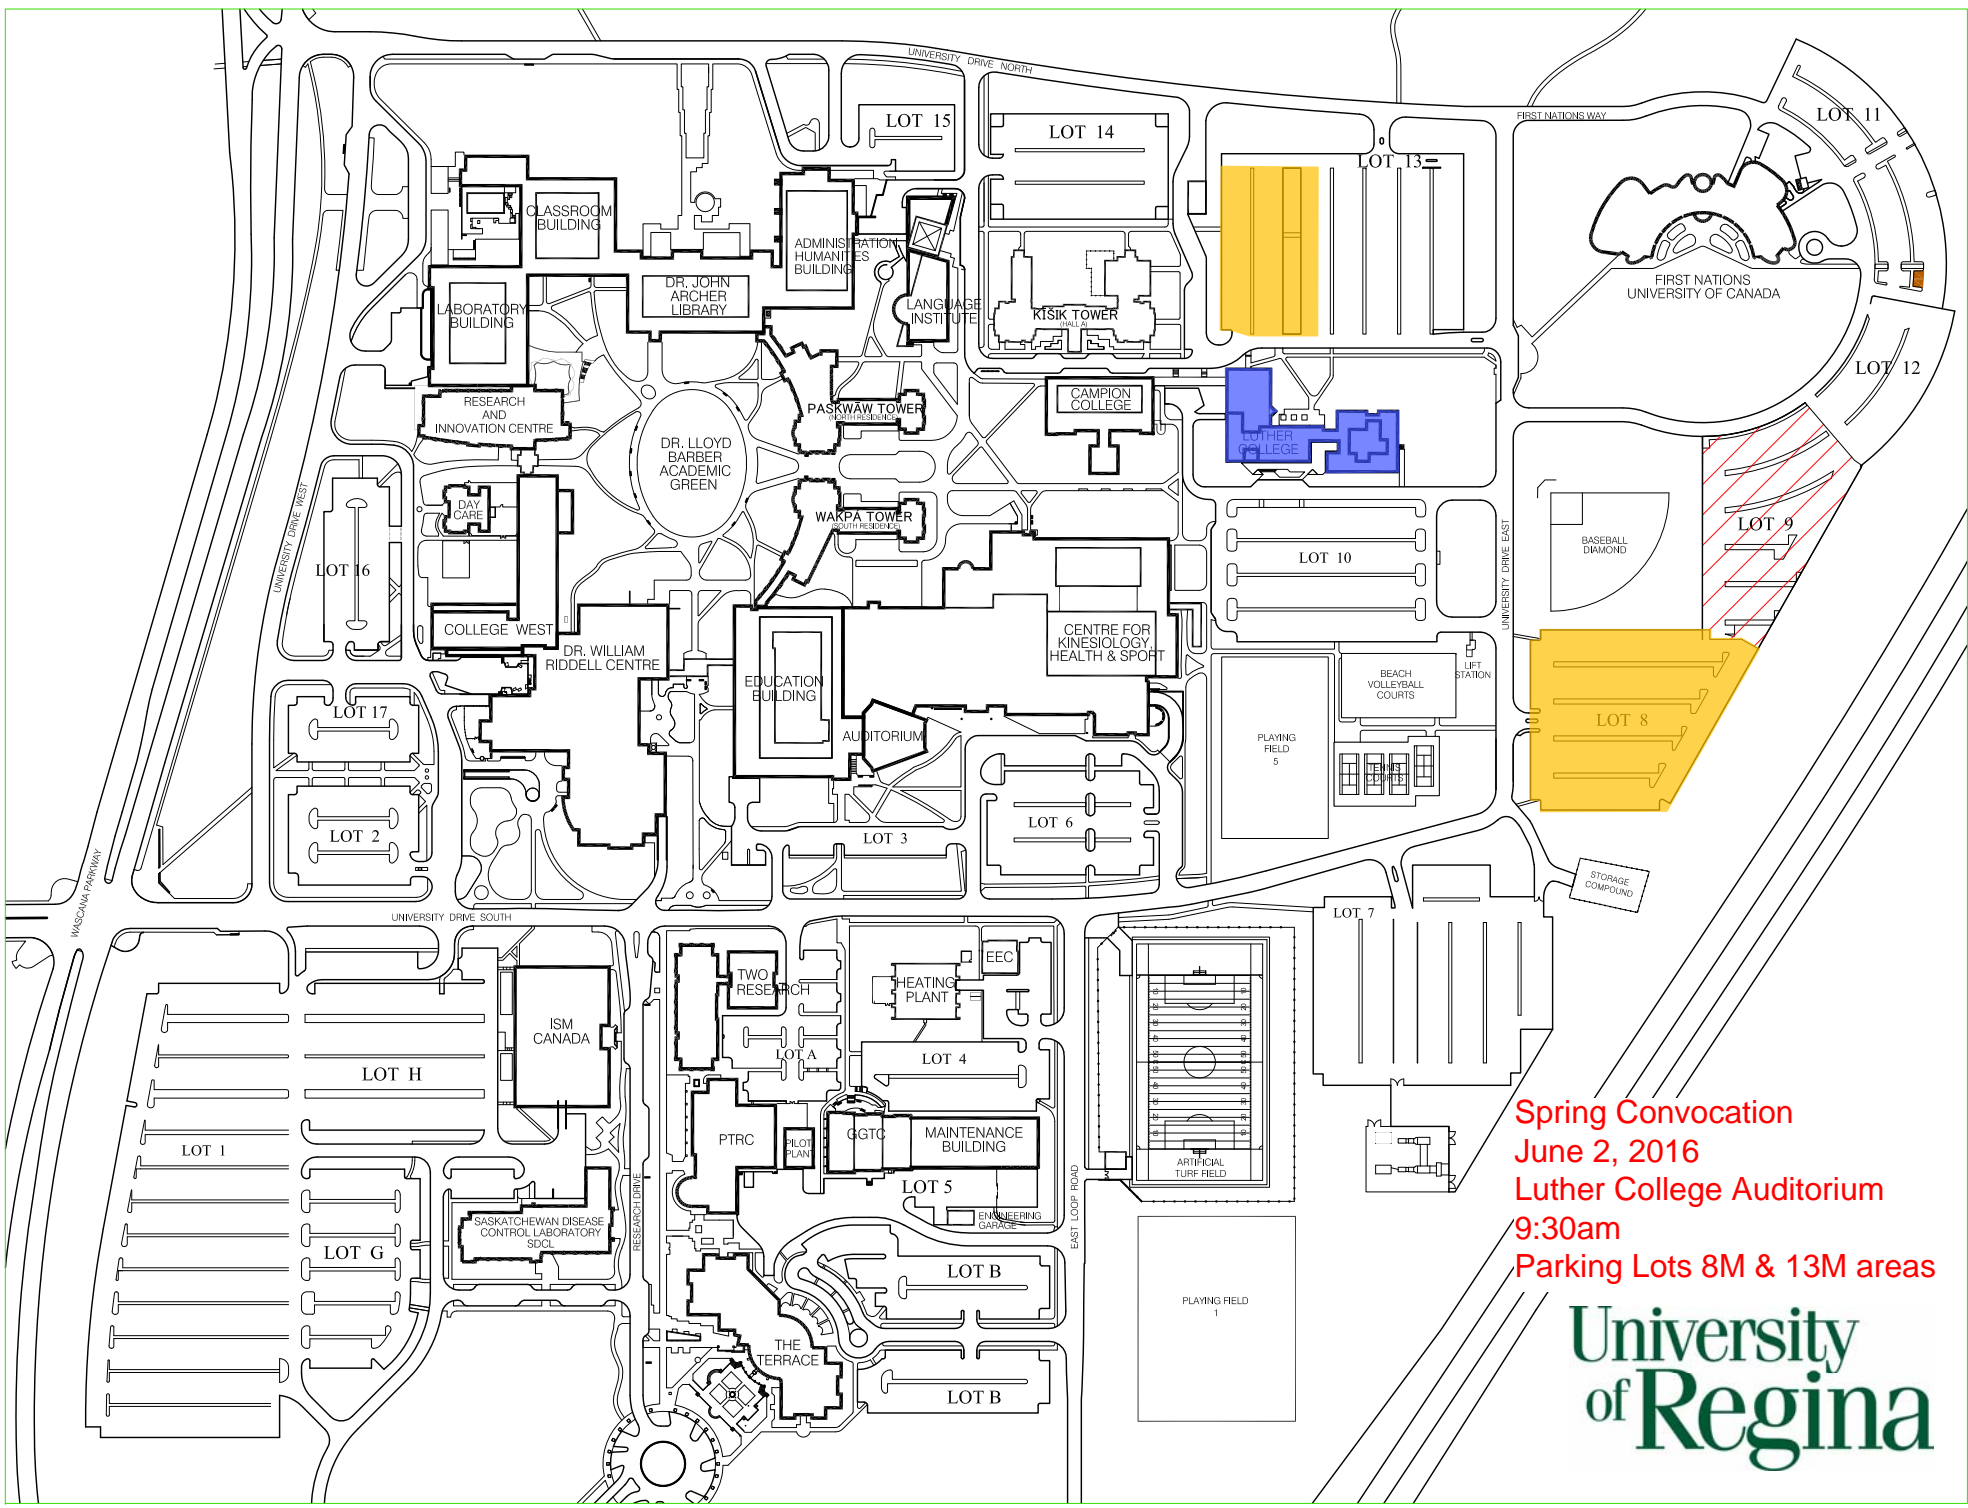 UNIVERSITY DRIVE NORTH
FIRST NATIONS WAY
LOT 11
LOT 15
LOT 14
LOT 13
CLASSROOM
BUILDING
ADMINISTRATION
HUMANITIES
BUILDING
DR. JOHN
ARCHER
LIBRARY
LABORATORY
BUILDING
LANGUAGE
INSTITUTE
KĪŠIK TOWER
(HALL A)
FIRST NATIONS
UNIVERSITY OF CANADA
LOT 12
RESEARCH
AND
INNOVATION CENTRE
PASKWĀW TOWER
(NORTH RESIDENCE)
CAMPION
COLLEGE
LUTHER
COLLEGE
DR. LLOYD
BARBER
ACADEMIC
GREEN
DAY
CARE
WAKPÁ TOWER
(SOUTH RESIDENCE)
UNIVERSITY DRIVE WEST
LOT 16
LOT 10
UNIVERSITY DRIVE EAST
BASEBALL
DIAMOND
LOT 9
COLLEGE WEST
DR. WILLIAM
RIDDELL CENTRE
CENTRE FOR
KINESIOLOGY,
HEALTH & SPORT
EDUCATION
BUILDING
AUDITORIUM
BEACH
VOLLEYBALL
COURTS
LIFT
STATION
LOT 17
LOT 8
PLAYING
FIELD
5
TENNIS
COURTS
LOT 2
LOT 3
LOT 6
WASCANA PARKWAY
STORAGE
COMPOUND
UNIVERSITY DRIVE SOUTH
LOT 7
TWO
RESEARCH
HEATING
PLANT
EEC
ISM
CANADA
LOT A
LOT 4
LOT H
LOT 1
PTRC
PILOT
PLANT
GGTC
MAINTENANCE
BUILDING
ARTIFICIAL
TURF FIELD
LOT 5
ENGINEERING
GARAGE
RESEARCH DRIVE
EAST LOOP ROAD
SASKATCHEWAN DISEASE
CONTROL LABORATORY
SDCL
LOT G
LOT B
THE
TERRACE
LOT B
PLAYING FIELD
1
Spring Convocation
June 2, 2016
Luther College Auditorium
9:30am
Parking Lots 8M & 13M areas
University
of Regina